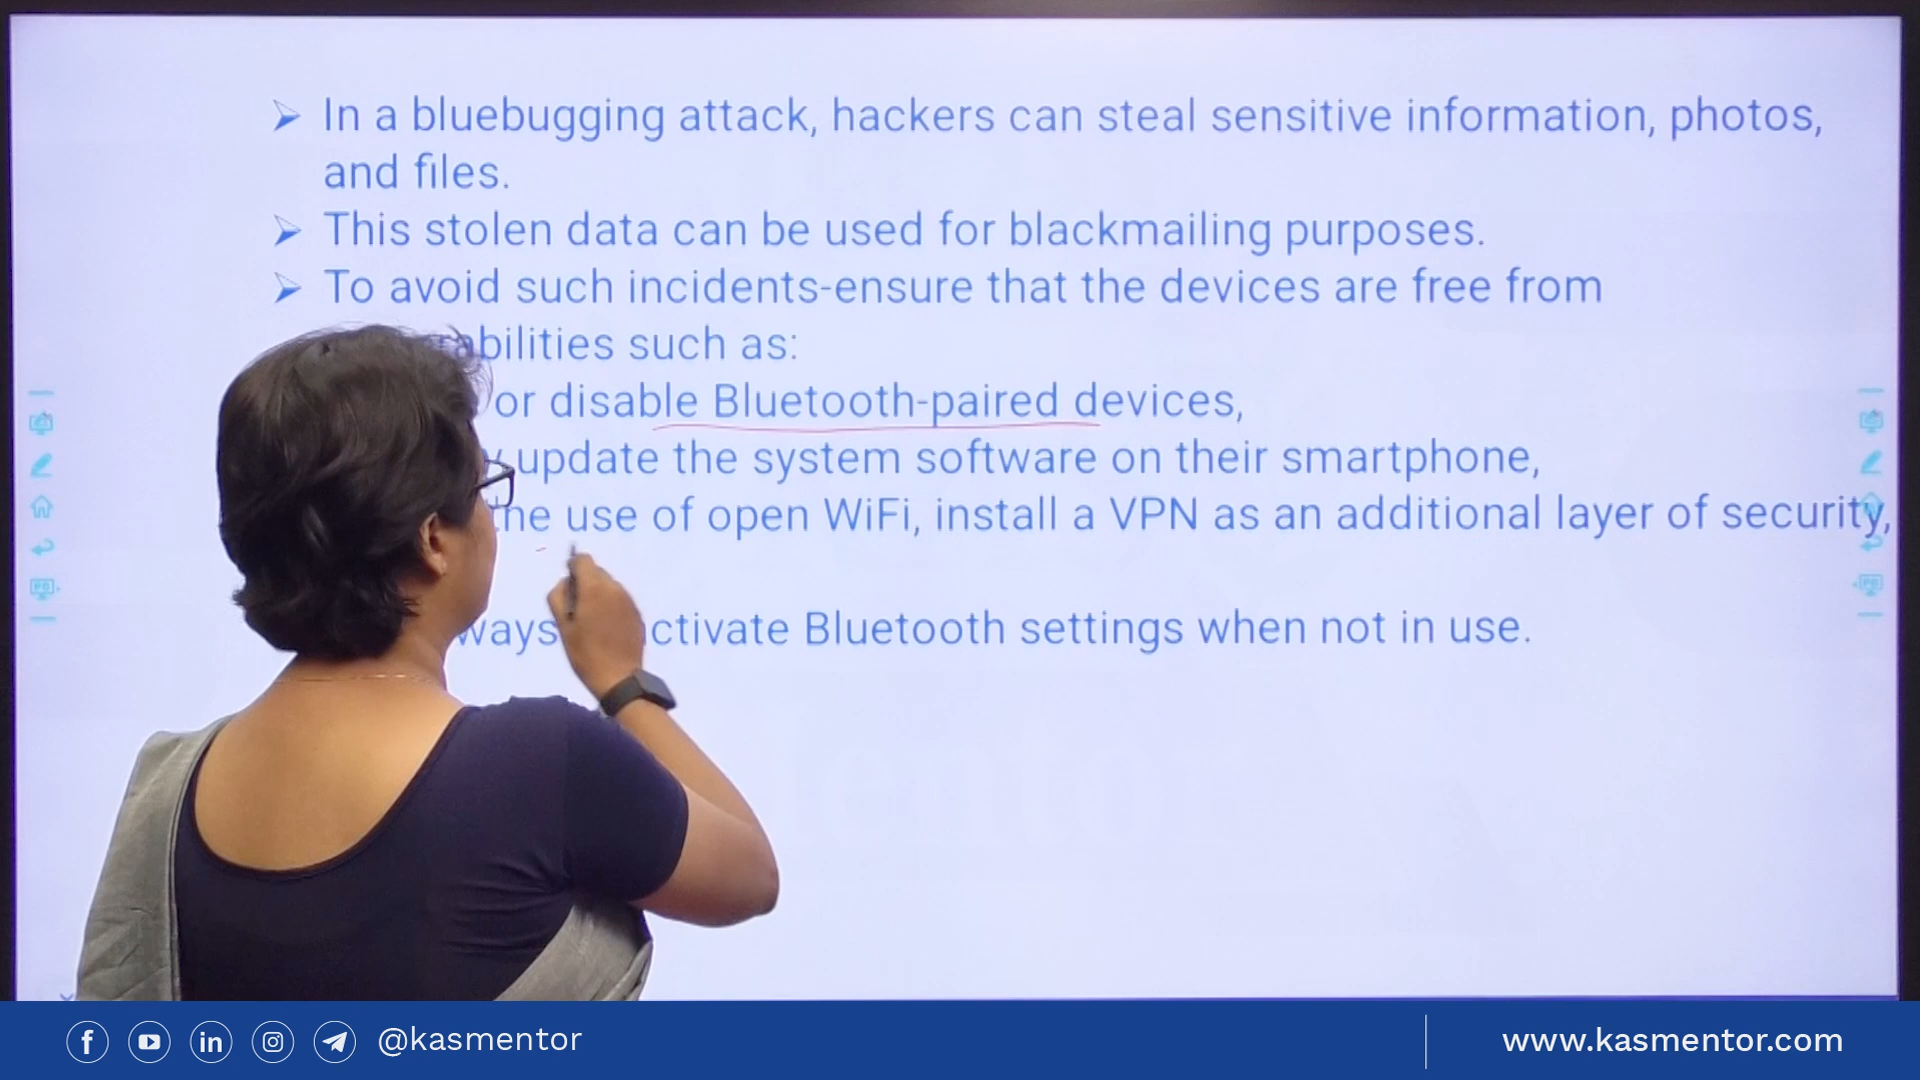 In a bluebugging attack, hackers can steal sensitive information, photos,
and files.
This stolen data can be used for blackmailing purposes.
To avoid such incidents-ensure that the devices are free from
abilities such as:
or disable Bluetooth-paired devices,
update the system software on their smartphone,
the use of open WiFi, install a VPN as an additional layer of security,
ways ctivate Bluetooth settings when not in use.
@kasmentor
www.kasmentor.com